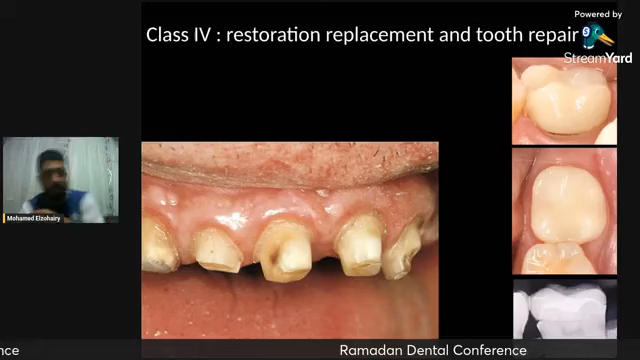 Powered by
Class IV : restoration replacement and tooth repair
StreamYard
Mohamed Elzohairy
nce
Ramadan Dental Conference